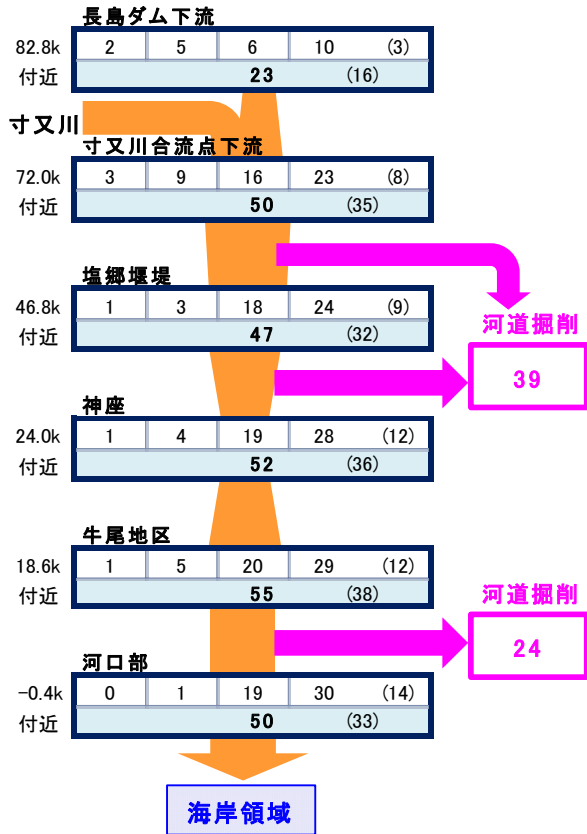 長島ダム下流
82.8k
付近
2 5 6 10 (3)
23 (16)
寸又川
寸又川合流点下流
72.0k
付近
3 9 16 23 (8)
50 (35)
塩郷堰堤
46.8k
付近
1 3 18 24 (9)
47 (32)
河道掘削
39
神座
24.0k
付近
1 4 19 28 (12)
52 (36)
牛尾地区
18.6k
付近
1 5 20 29 (12)
55 (38)
河道掘削
24
河口部
-0.4k
付近
0 1 19 30 (14)
50 (33)
海岸領域